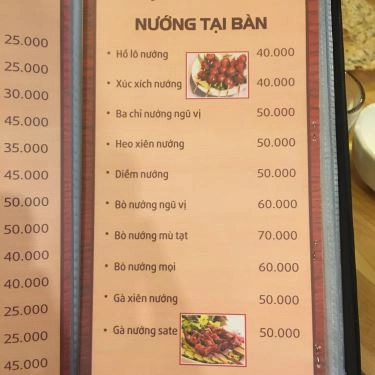 25.000
25.000
30.000
45.000
35.000
45.000
50.000
50.000
40.000
40.000
25.000
25.000
45.000
NƯỚNG TẠI BÀN
• Hồ lô nướng 40.000
• Xúc xích nướng 40.000
• Ba chỉ nướng ngũ vị 50.000
• Heo xiên nướng 50.000
• Diềm nướng 50.000
• Bò nướng ngũ vị 60.000
• Bò nướng mù tạt 70.000
• Bò nướng mọi 60.000
• Gà xiên nướng 50.000
• Gà nướng sate 50.000